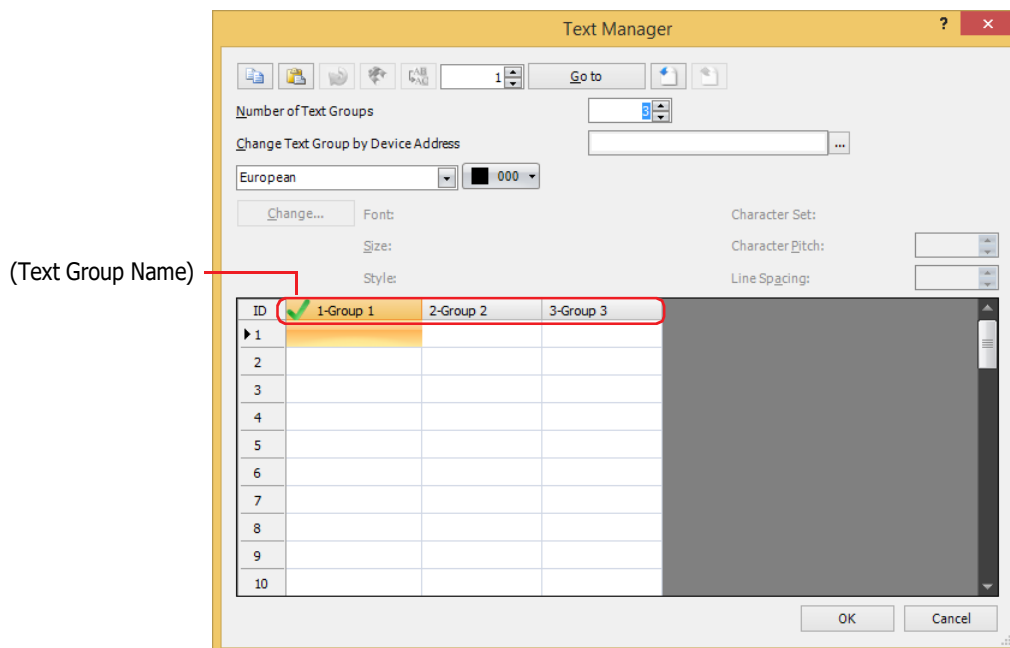 Text Manager
?
1
Go to
Number of Text Groups
3
Change Text Group by Device Address
...
European
000
Change...
Font:
Character Set:
Size:
Character Pitch:
Style:
Line Spacing:
(Text Group Name)
ID 1-Group 1 2-Group 2 3-Group 3
1
2
3
4
5
6
7
8
9
10
OK Cancel